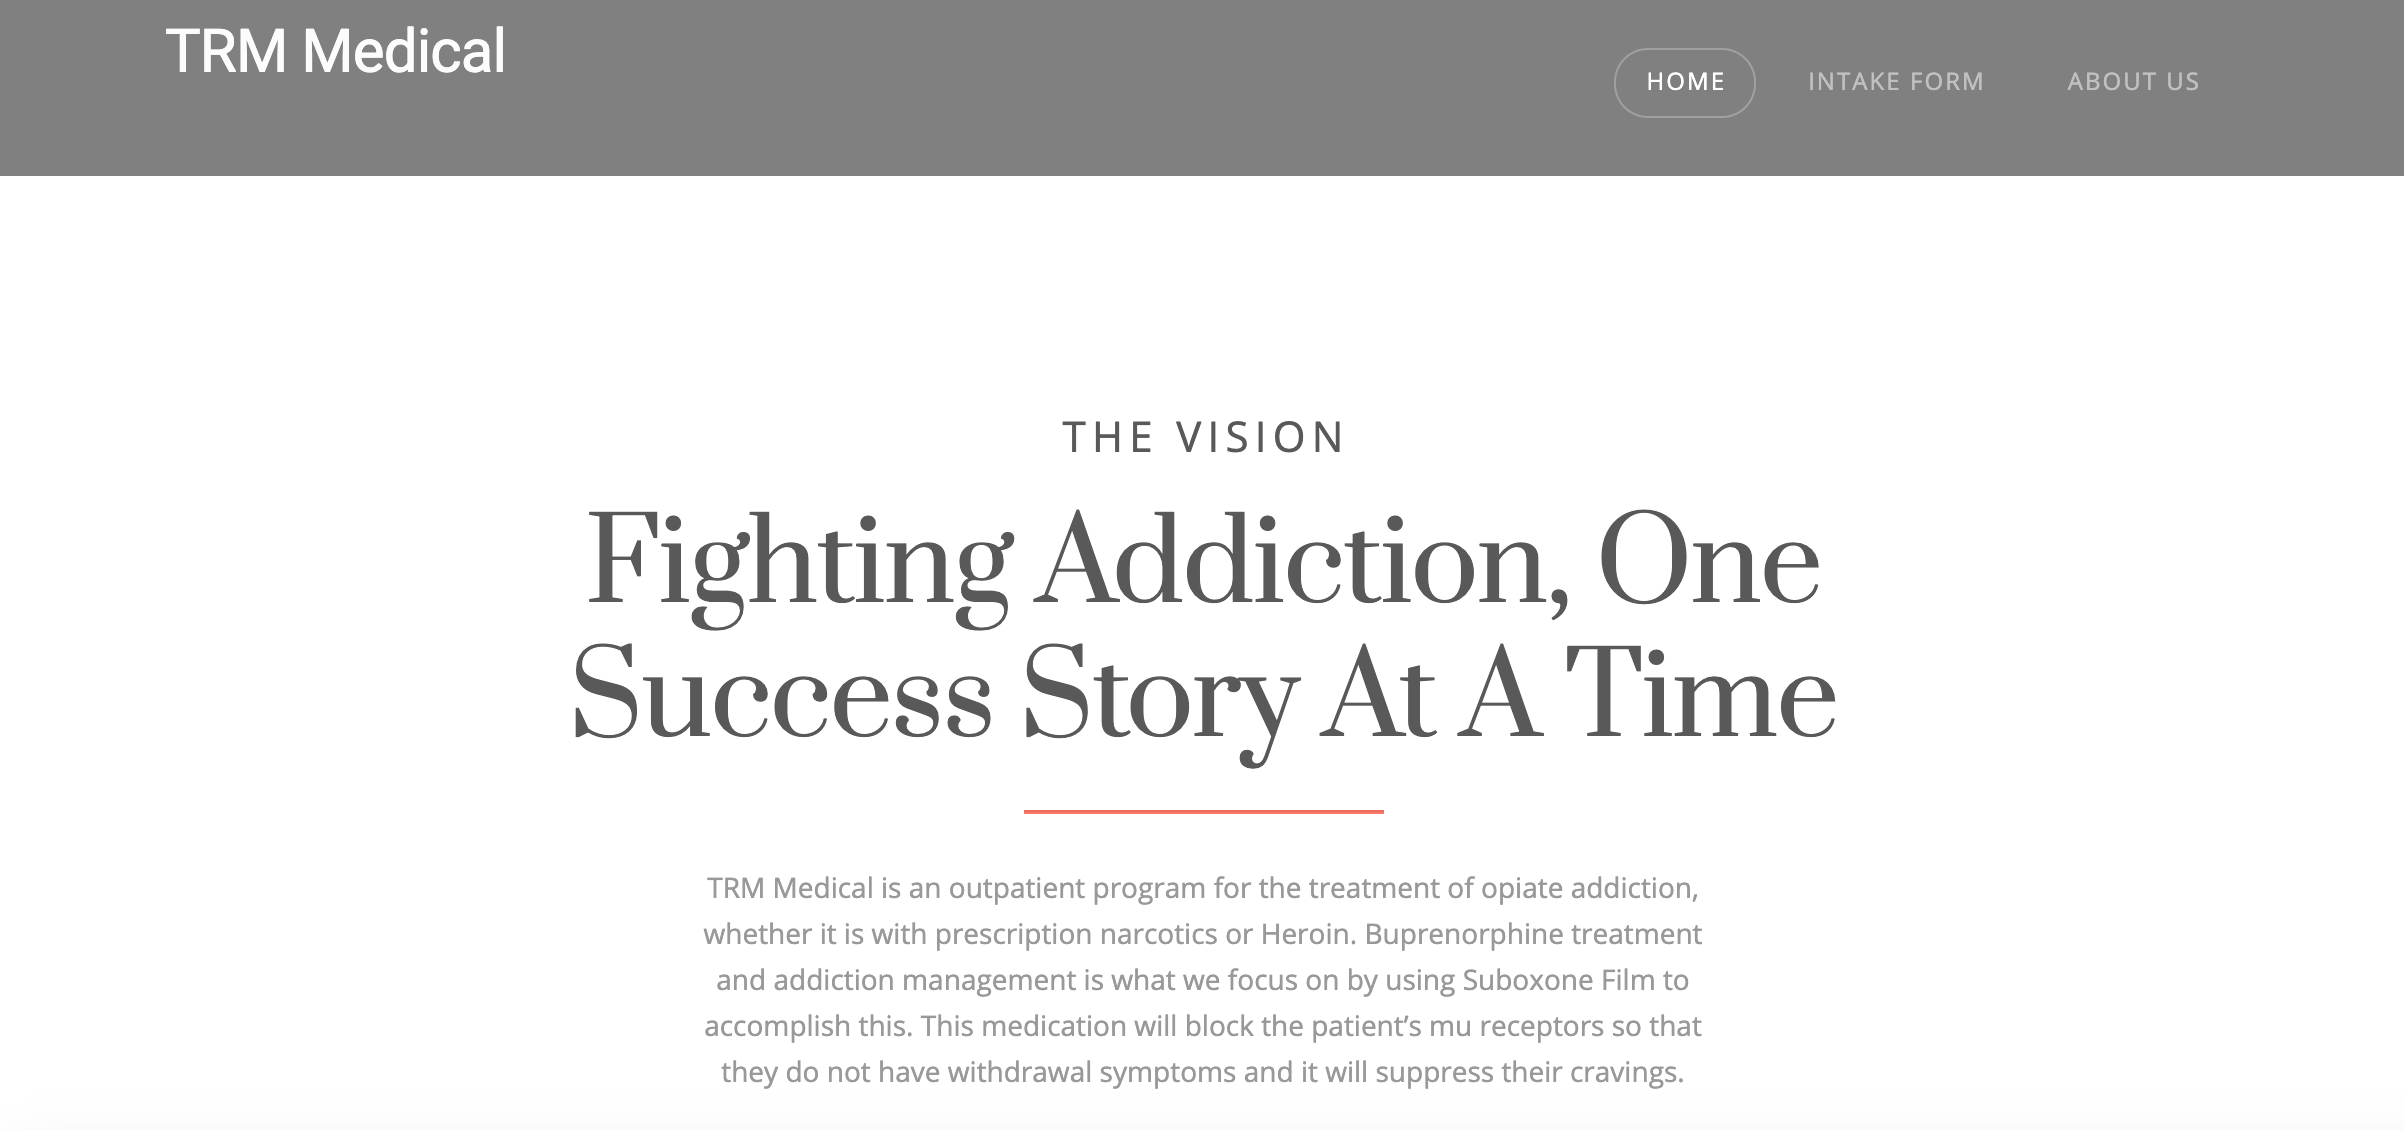 TRM Medical
HOME
INTAKE FORM
ABOUT US
THE VISION
Fighting Addiction, One
Success Story At A Time
TRM Medical is an outpatient program for the treatment of opiate addiction,
whether it is with prescription narcotics or Heroin. Buprenorphine treatment
and addiction management is what we focus on by using Suboxone Film to
accomplish this. This medication will block the patient’s mu receptors so that
they do not have withdrawal symptoms and it will suppress their cravings.